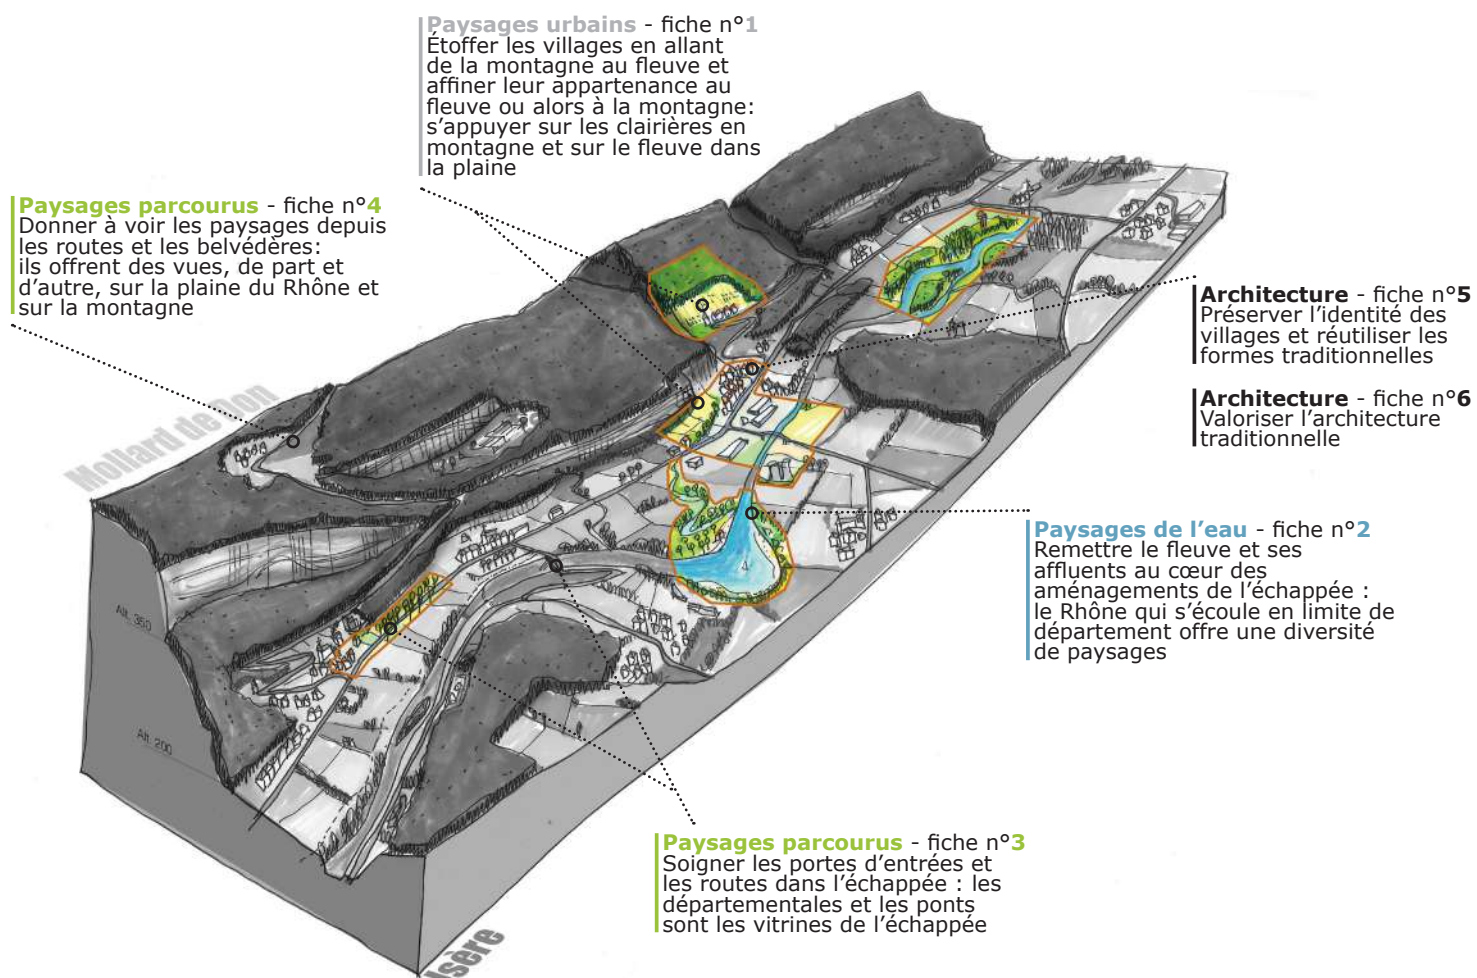 Paysages urbains - fiche n°1
Étoffer les villages en allant
de la montagne au fleuve et
affiner leur appartenance au
fleuve ou alors à la montagne:
s'appuyer sur les clairières en
montagne et sur le fleuve dans
la plaine
Paysages parcourus - fiche n°4
Donner à voir les paysages depuis
les routes et les belvédères:
ils offrent des vues, de part et
d'autre, sur la plaine du Rhône et
sur la montagne
Architecture - fiche n°5
Préserver l'identité des
villages et réutiliser les
formes traditionnelles
Architecture - fiche n°6
Valoriser l'architecture
traditionnelle
Mollard de Don
Paysages de l'eau - fiche n°2
Remettre le fleuve et ses
affluents au cœur des
aménagements de l'échappée :
le Rhône qui s'écoule en limite de
département offre une diversité
de paysages
Alt. 350
Alt. 200
Paysages parcourus - fiche n°3
Soigner les portes d'entrées et
les routes dans l'échappée : les
départementales et les ponts
sont les vitrines de l'échappée
Isère